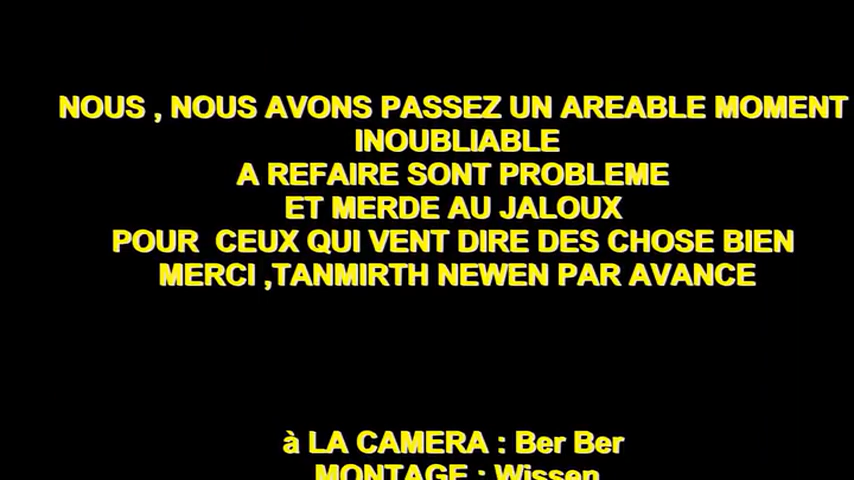 NOUS , NOUS AVONS PASSEZ UN AREABLE MOMENT
INOUBLIABLE
A REFAIRE SONT PROBLEME
ET MERDE AU JALOUX
POUR  CEUX QUI VENT DIRE DES CHOSE BIEN
MERCI ,TANMIRTH NEWEN PAR AVANCE
à LA CAMERA : Ber Ber
MONTAGE : Wissen